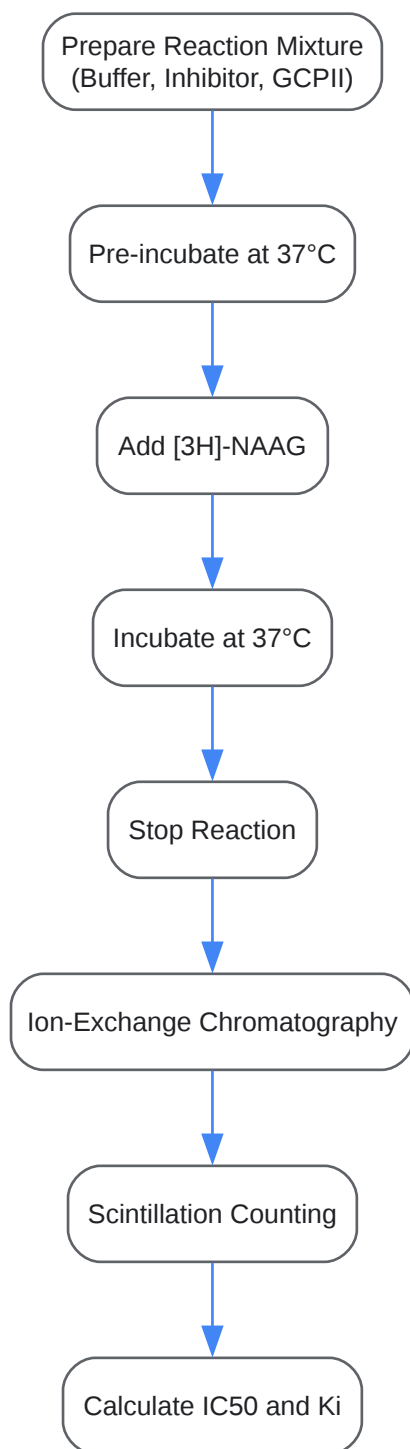 Prepare Reaction Mixture
(Buffer, Inhibitor, GCPII)
Pre-incubate at 37°C
Add [3H]-NAAG
Incubate at 37°C
Stop Reaction
Ion-Exchange Chromatography
Scintillation Counting
Calculate IC50 and Ki